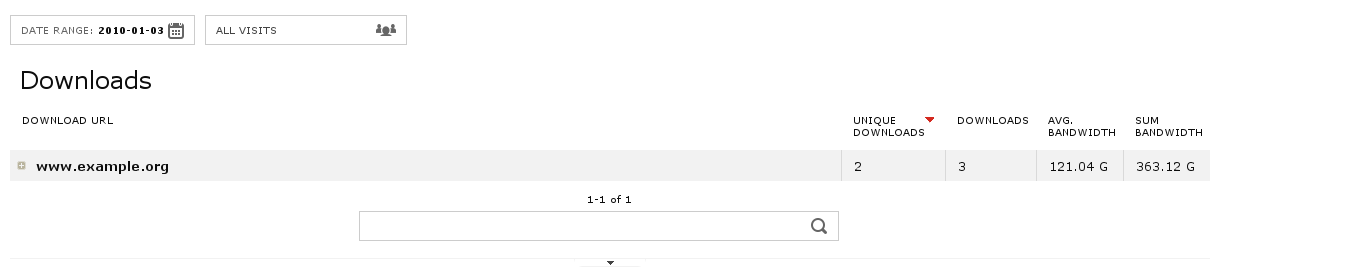 DATE RANGE: 2010-01-03 ALL VISITS
Downloads
DOWNLOAD URL UNIQUE DOWNLOADS DOWNLOADS AVG. BANDWIDTH SUM BANDWIDTH
www.example.org 2 3 121.04 G 363.12 G
1-1 of 1